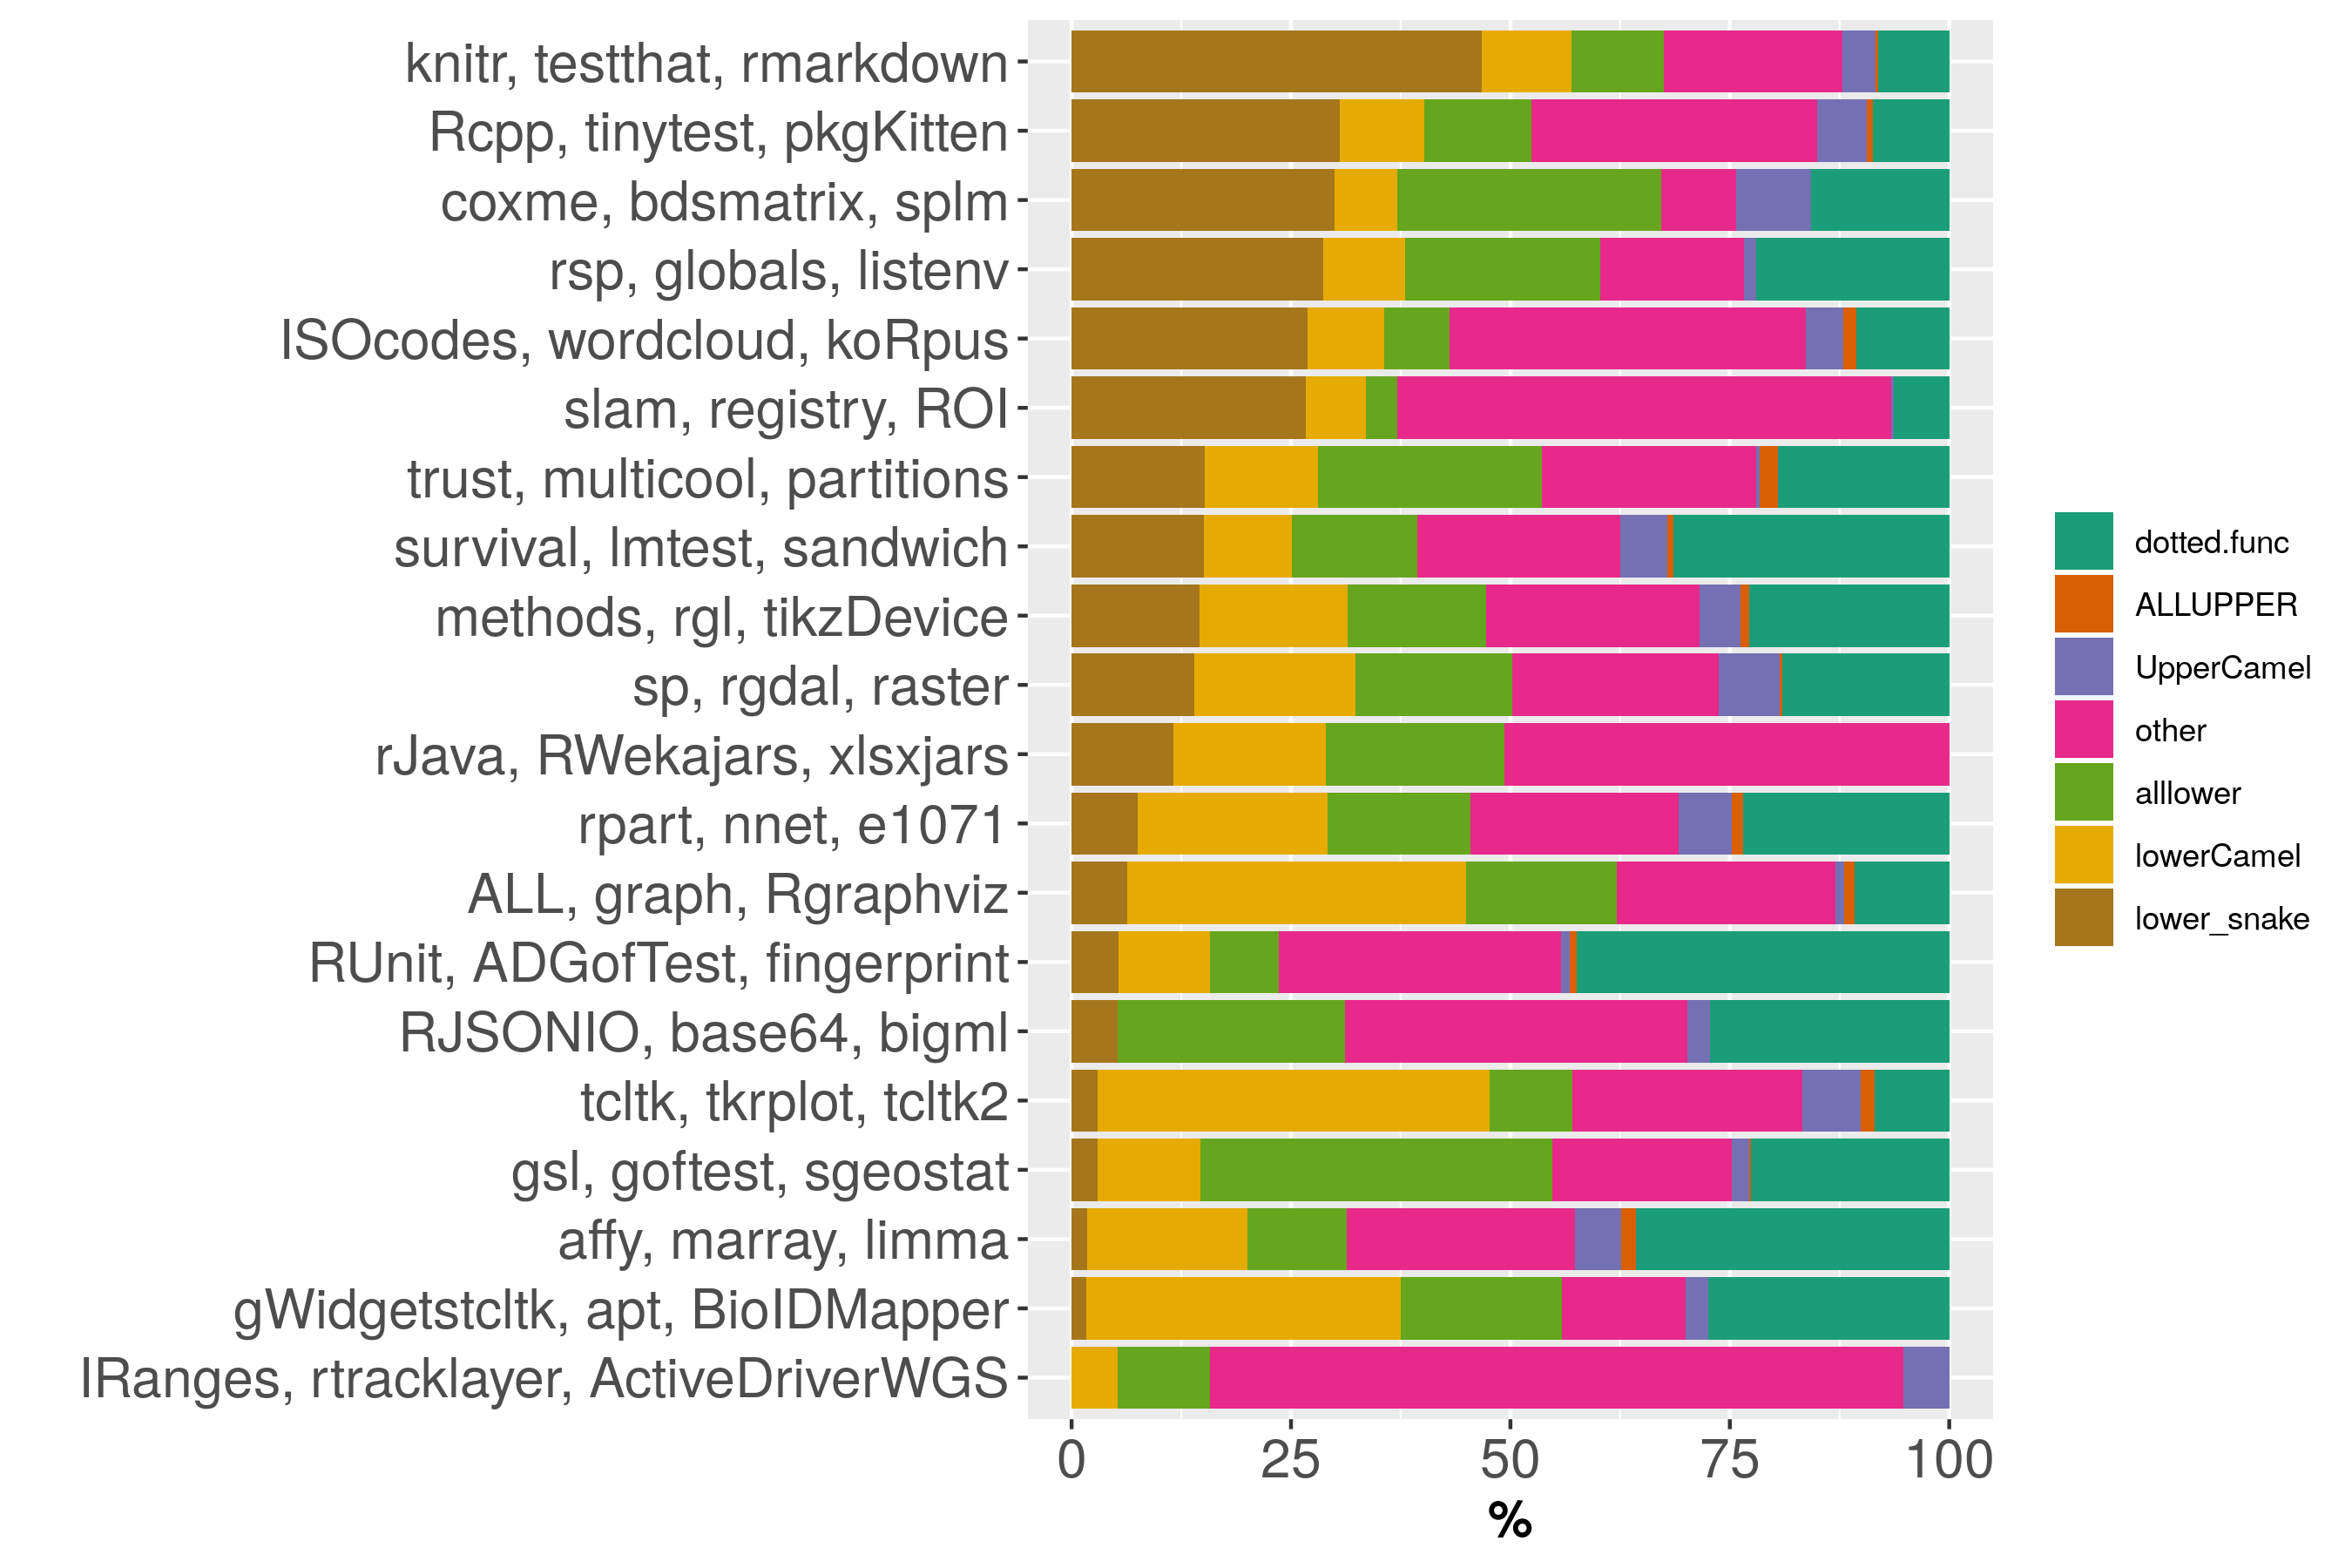 knitr, testthat, rmarkdown
Rcpp, tinytest, pkgKitten
coxme, bdsmatrix, splm
rsp, globals, listenv
ISOcodes, wordcloud, koRpus
slam, registry, ROI
trust, multicool, partitions
survival, lmtest, sandwich
methods, rgl, tikzDevice
sp, rgdal, raster
rJava, RWekajars, xlsxjars
rpart, nnet, e1071
ALL, graph, Rgraphviz
RUnit, ADGofTest, fingerprint
RJSONIO, base64, bigml
tcltk, tkrplot, tcltk2
gsl, goftest, sgeostat
affy, marray, limma
gWidgetstcltk, apt, BioIDMapper
IRanges, rtracklayer, ActiveDriverWGS
0 25 50 75 100
%
dotted.func
ALLUPPER
UpperCamel
other
alllower
lowerCamel
lower_snake